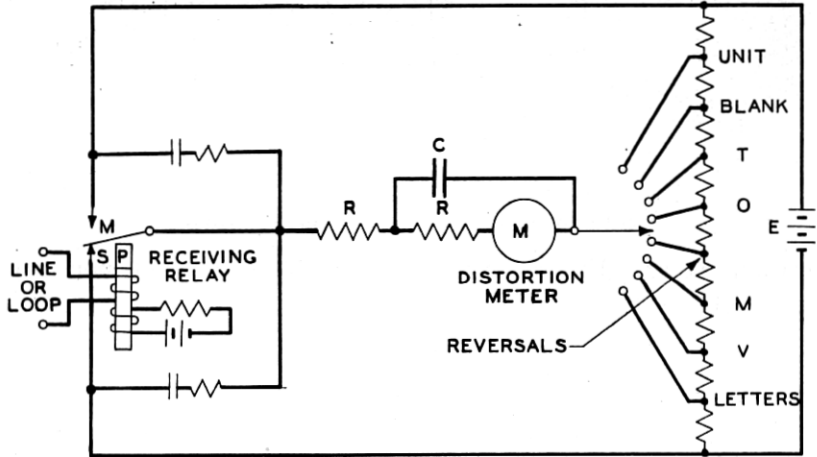 UNIT
BLANK
T
O
C
R
R
M
DISTORTION
METER
E
M
S
P
RECEIVING
RELAY
LINE
OR
LOOP
REVERSALS
M
V
LETTERS